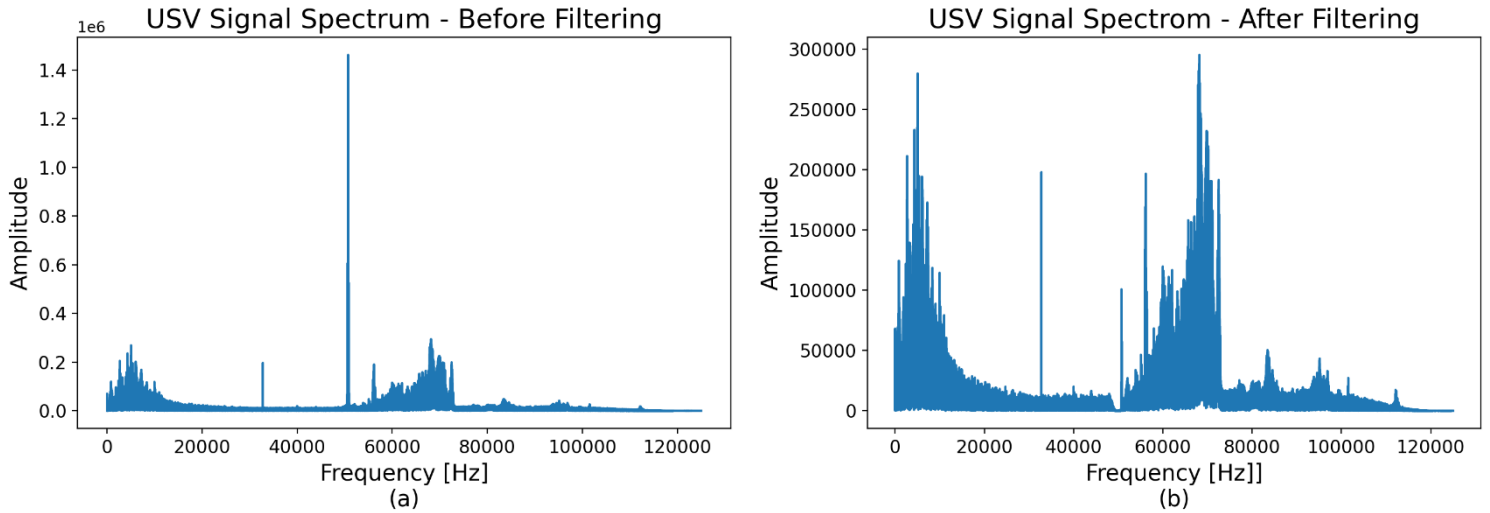 USV Signal Spectrum - Before Filtering
1e6
1.4
1.2
1.0
0.8
0.6
0.4
0.2
0.0
Amplitude
0 20000 40000 60000 80000 100000 120000
Frequency [Hz]
(a)
USV Signal Spectrom - After Filtering
300000
250000
200000
150000
100000
50000
0
Amplitude
0 20000 40000 60000 80000 100000 120000
Frequency [Hz]]
(b)